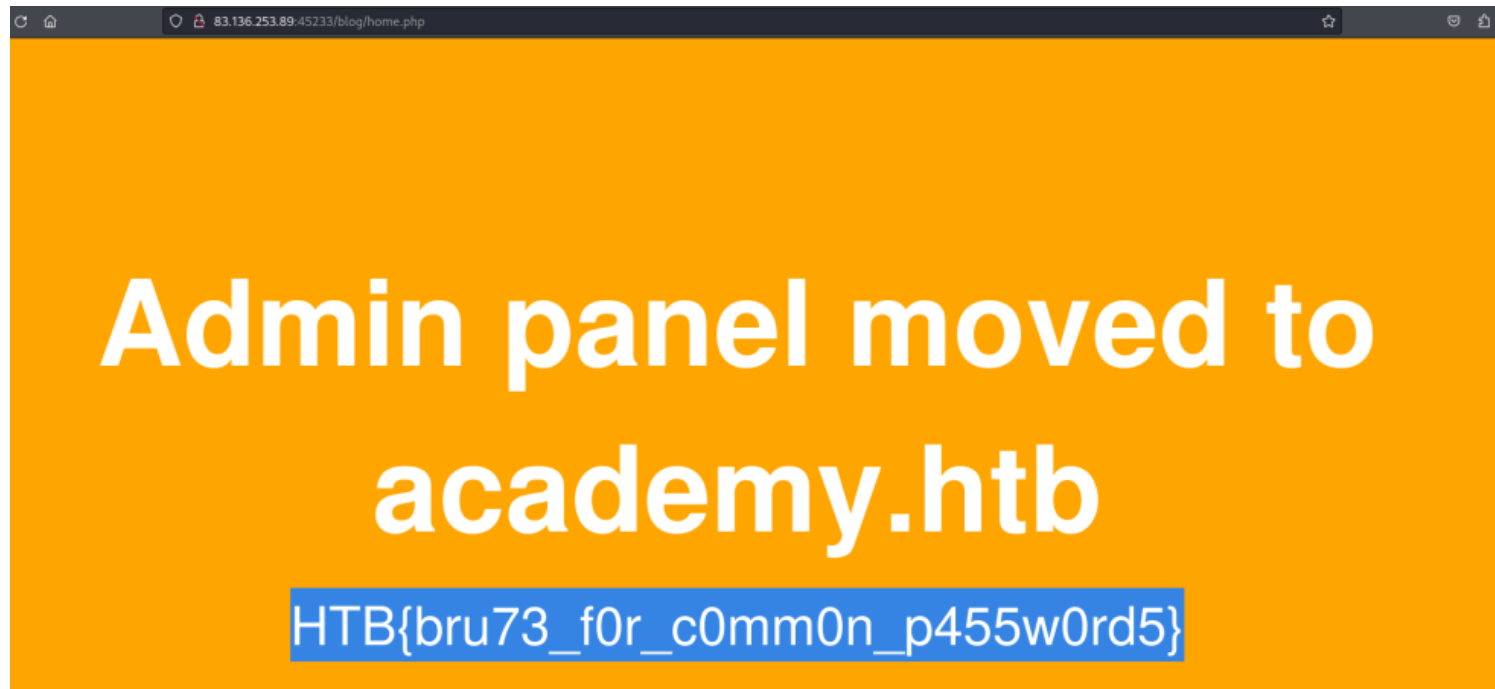 83.136.253.89:45233/blog/home.php
Admin panel moved to
academy.htb
HTB{bru73_f0r_c0mm0n_p455w0rd5}